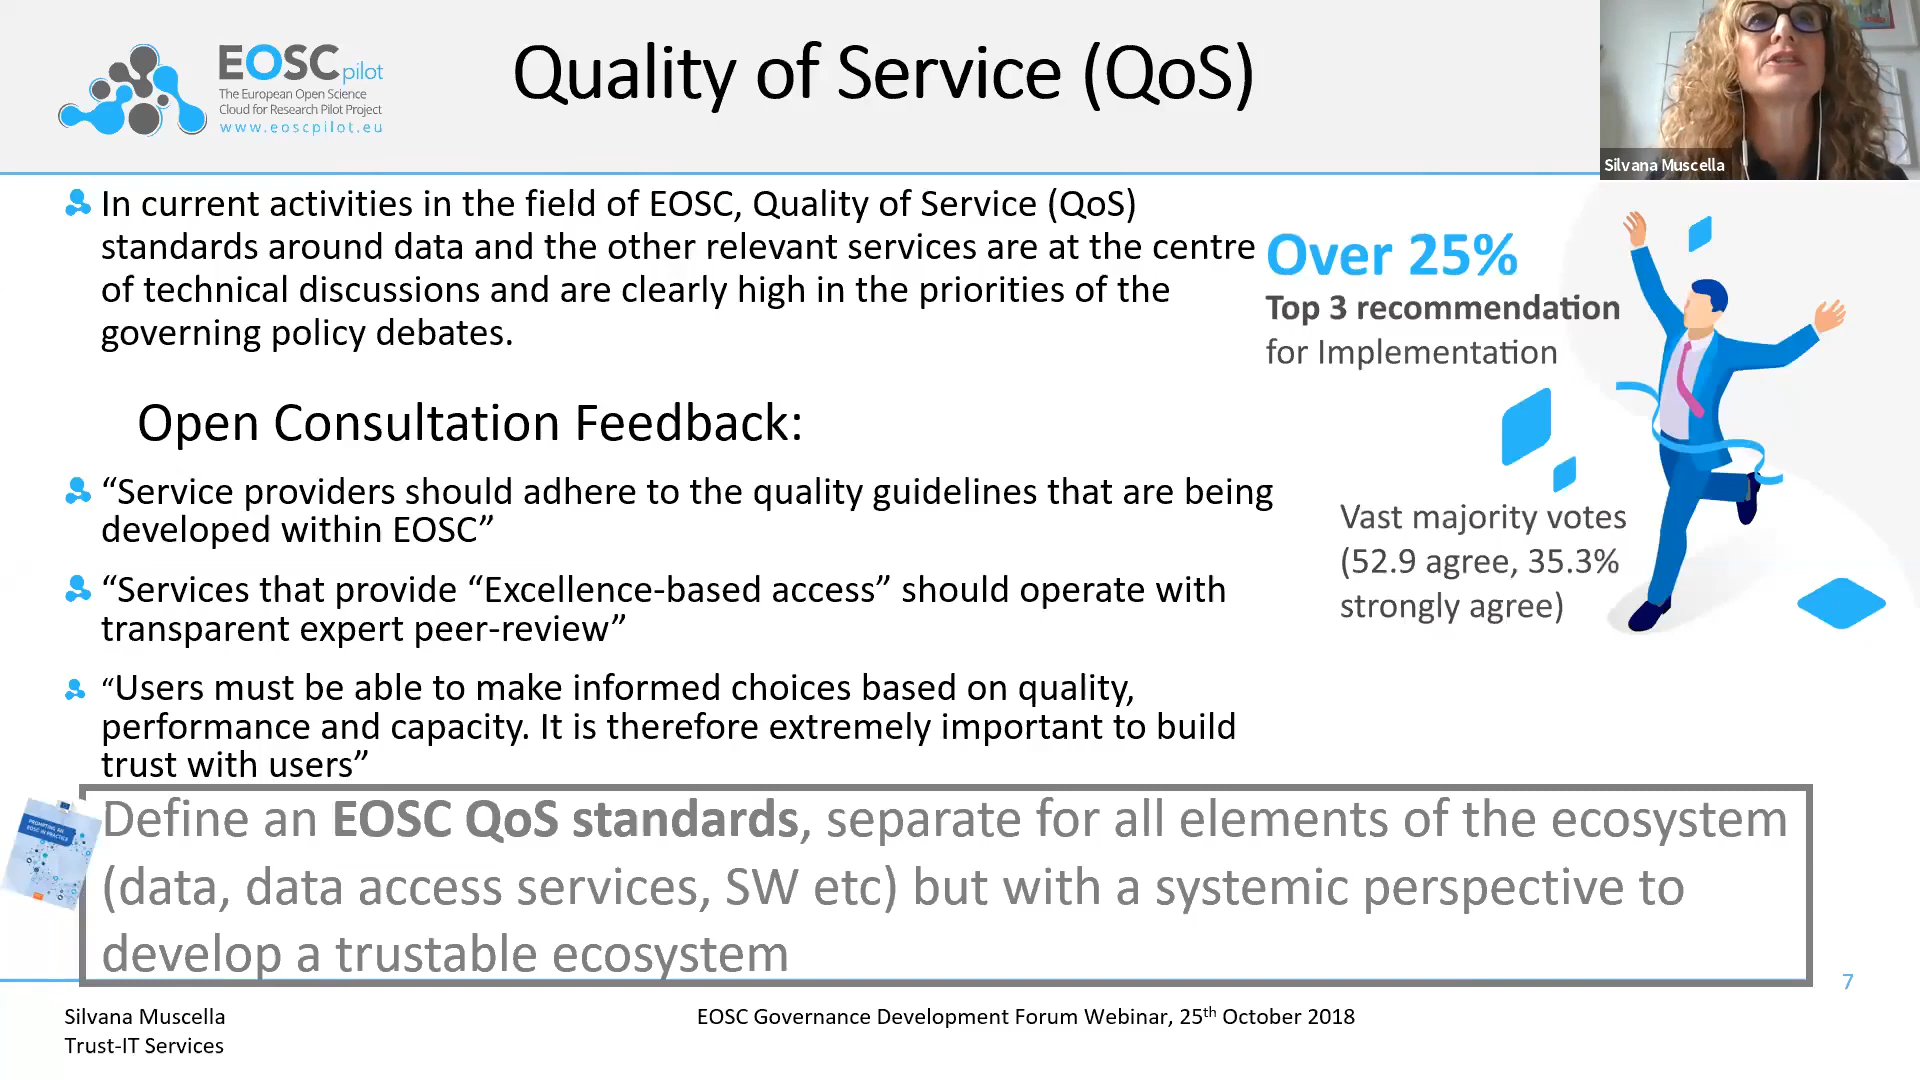 EOSCpilot
The European Open Science
Cloud for Research Pilot Project
www.eoscpilot.eu
Quality of Service (QoS)
Silvana Muscella
In current activities in the field of EOSC, Quality of Service (QoS)
standards around data and the other relevant services are at the centre
of technical discussions and are clearly high in the priorities of the
governing policy debates.
Over 25%
Top 3 recommendation
for Implementation
Open Consultation Feedback:
“Service providers should adhere to the quality guidelines that are being
developed within EOSC”
“Services that provide “Excellence-based access” should operate with
transparent expert peer-review”
“Users must be able to make informed choices based on quality,
performance and capacity. It is therefore extremely important to build
trust with users”
Vast majority votes
(52.9 agree, 35.3%
strongly agree)
PROMPTING AN
EOSC IN PRACTICE
Define an EOSC QoS standards, separate for all elements of the ecosystem
(data, data access services, SW etc) but with a systemic perspective to
develop a trustable ecosystem
7
Silvana Muscella
Trust-IT Services
EOSC Governance Development Forum Webinar, 25th October 2018